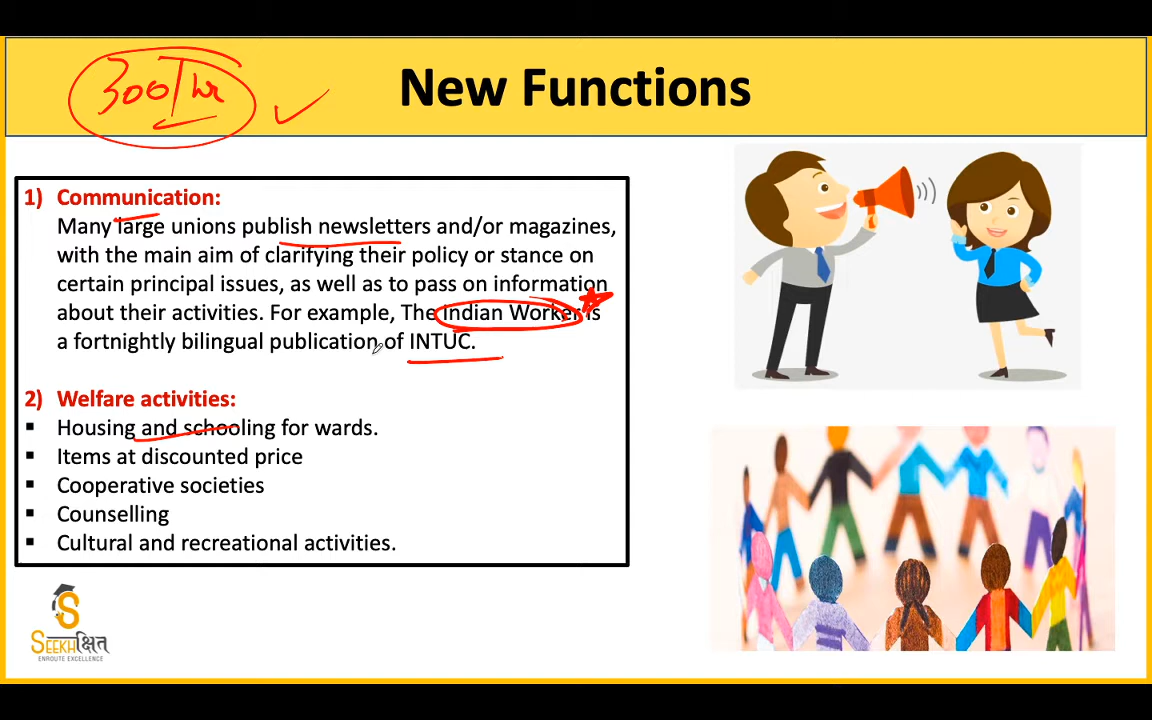 New Functions
1) Communication:
Many large unions publish newsletters and/or magazines,
with the main aim of clarifying their policy or stance on
certain principal issues, as well as to pass on information
about their activities. For example, The Indian Worker is
a fortnightly bilingual publication of INTUC.
2) Welfare activities:
▪ Housing and schooling for wards.
▪ Items at discounted price
▪ Cooperative societies
▪ Counselling
▪ Cultural and recreational activities.
SEEKHक्षित
ENROUTE EXCELLENCE